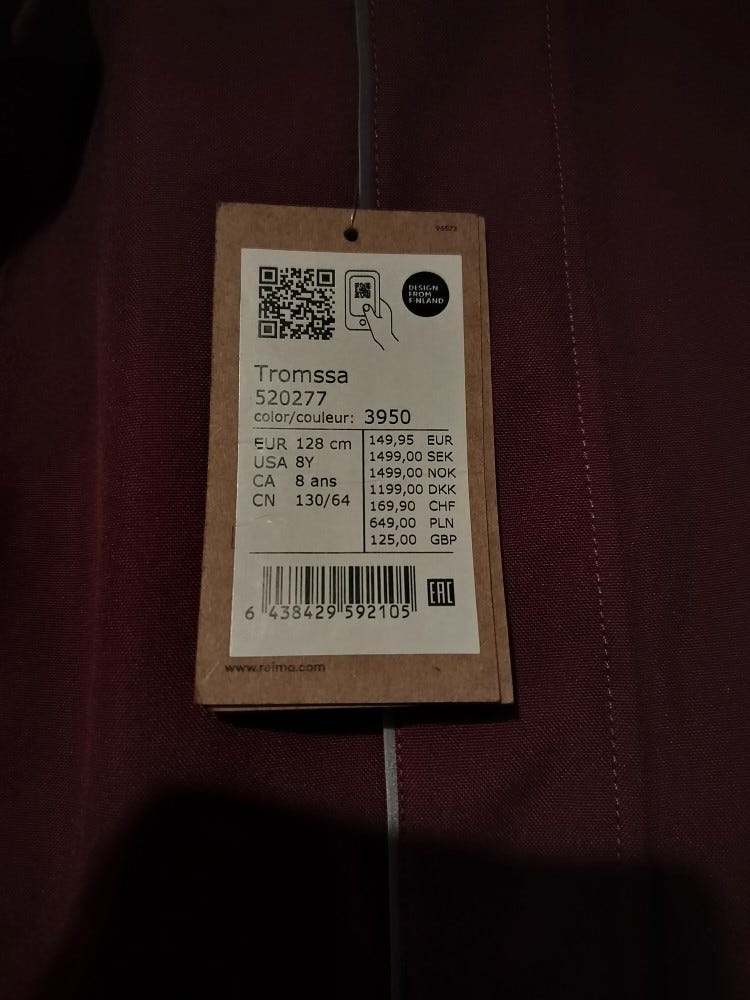 DESIGN
FROM
FINLAND
Tromssa
520277
color/couleur: 3950
EUR 128 cm
USA 8Y
CA 8 ans
CN 130/64
149,95 EUR
1499,00 SEK
1499,00 NOK
1199,00 DKK
169,90 CHF
649,00 PLN
125,00 GBP
6 438429 592105
EAC
www.reima.com